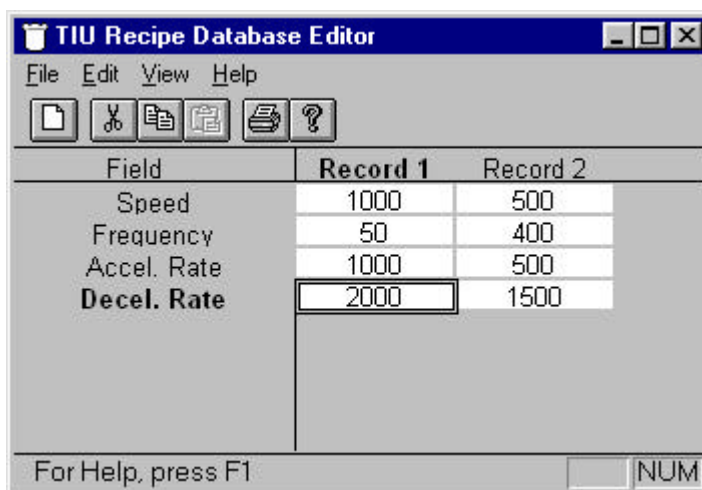 TIU Recipe Database Editor
File Edit View Help
Field Record 1 Record 2
Speed 1000 500
Frequency 50 400
Accel. Rate 1000 500
Decel. Rate 2000 1500
For Help, press F1 NUM